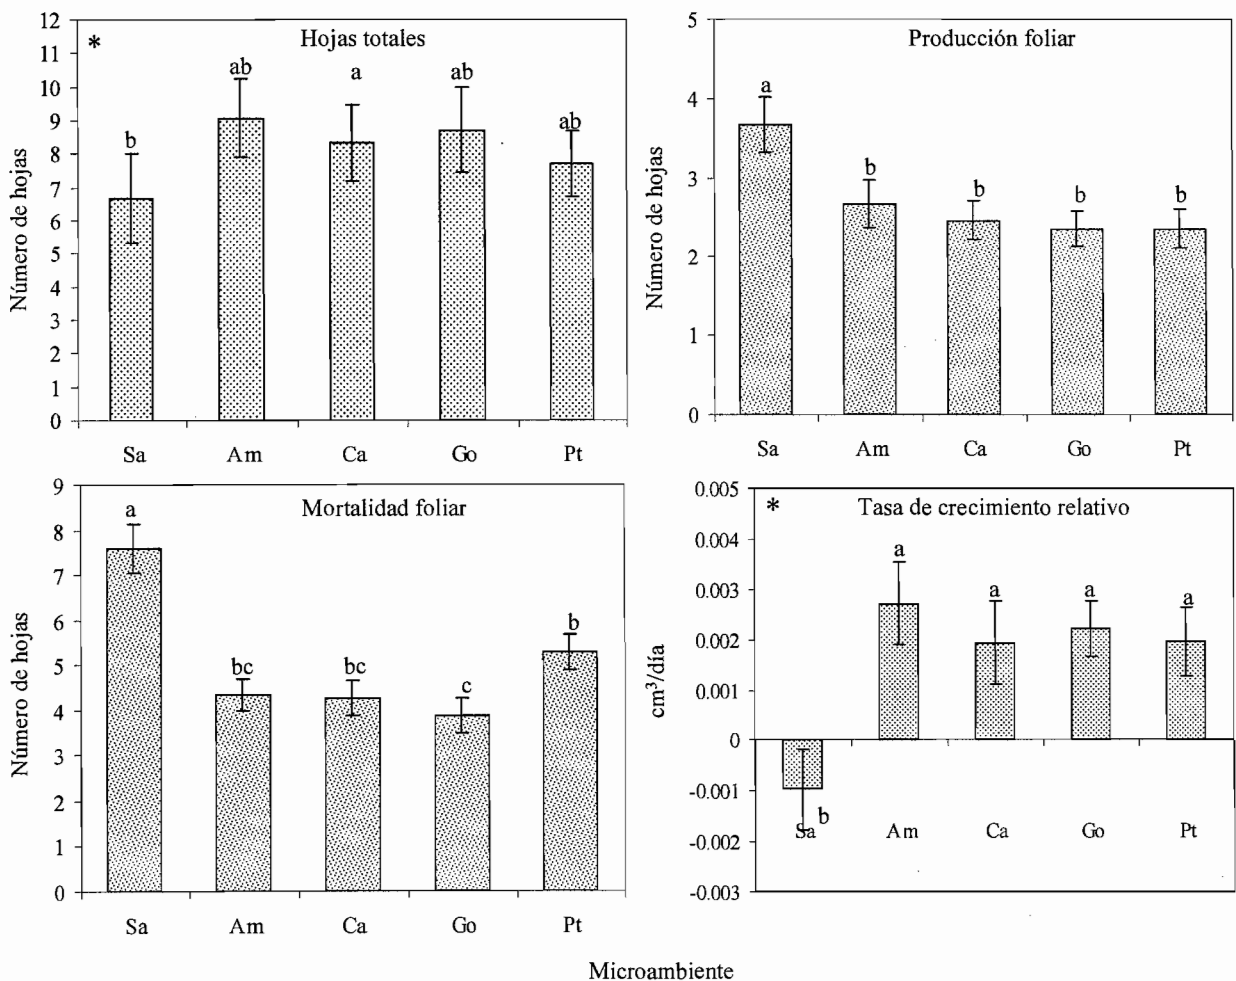 Hojas totales
*
12
11
10
9
8
7
6
5
4
3
2
1
0
Número de hojas
b
ab
a
ab
ab
Sa Am Ca Go Pt
Producción foliar
5
4
3
2
1
0
Número de hojas
a
b
b
b
b
Sa Am Ca Go Pt
Mortalidad foliar
9
8
7
6
5
4
3
2
1
0
Número de hojas
a
bc
bc
c
b
Sa Am Ca Go Pt
* Tasa de crecimiento relativo
0.005
0.004
0.003
0.002
0.001
0
-0.001
-0.002
-0.003
cm³/día
b
a
a
a
a
Sa Am Ca Go Pt
Microambiente